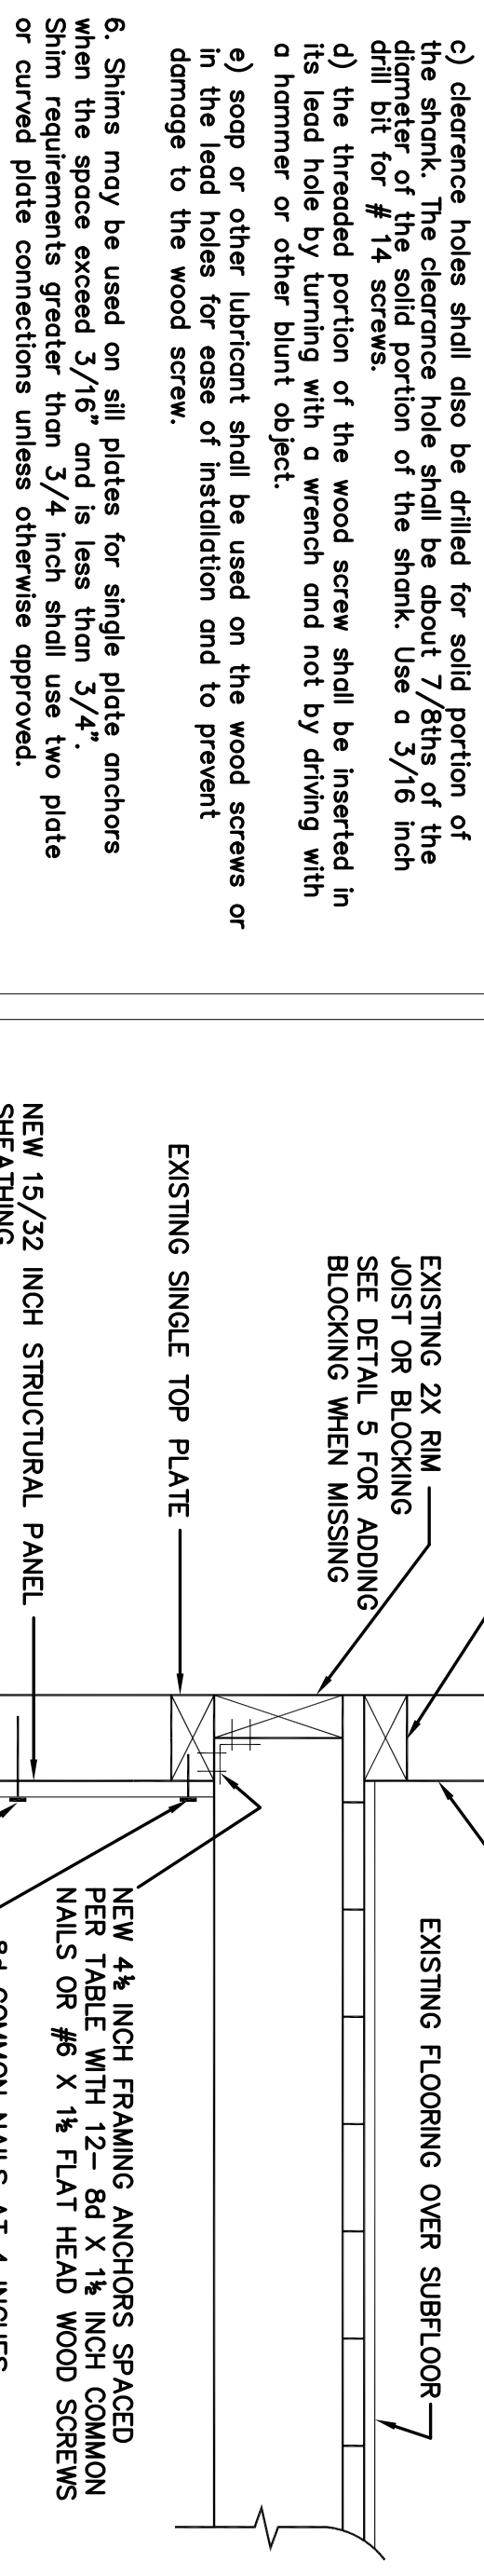 c) clearence holes shall also be drilled for solid portion of
the shank. The clearance hole shall be about 7/8ths of the
diameter of the solid portion of the shank. Use a 3/16 inch
drill bit for # 14 screws.
d) the threaded portion of the wood screw shall be inserted in
its lead hole by turning with a wrench and not by driving with
a hammer or other blunt object.
e) soap or other lubricant shall be used on the wood screws or
in the lead holes for ease of installation and to prevent
damage to the wood screw.
6. Shims may be used on sill plates for single plate anchors
when the space exceed 3/16" and is less than 3/4".
Shim requirements greater than 3/4 inch shall use two plate
or curved plate connections unless otherwise approved.
EXISTING 2X RIM
JOIST OR BLOCKING
SEE DETAIL 5 FOR ADDING
BLOCKING WHEN MISSING
EXISTING SINGLE TOP PLATE
NEW 15/32 INCH STRUCTURAL PANEL
SHEATHING
EXISTING FLOORING OVER SUBFLOOR
NEW 4½ INCH FRAMING ANCHORS SPACED
PER TABLE WITH 12- 8d X 1½ INCH COMMON
NAILS OR #6 X 1½ FLAT HEAD WOOD SCREWS
8d COMMON NAILS AT 4 INCHES